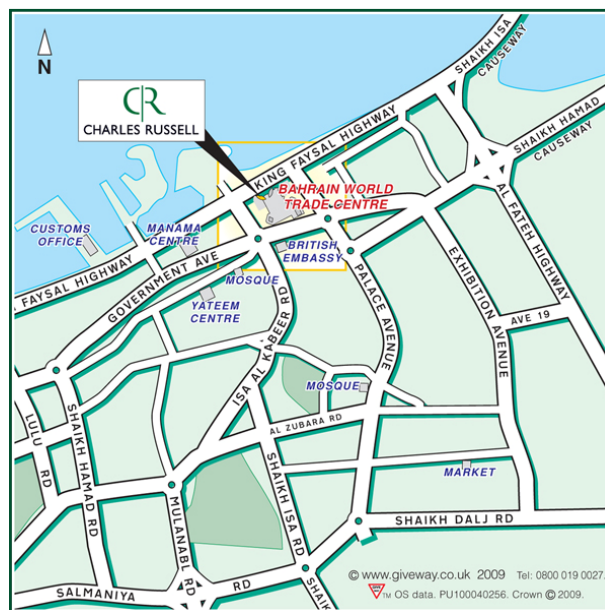 N
CR
CHARLES RUSSELL
SHAIKH ISA
CAUSEWAY
SHAIKH HAMAD
CAUSEWAY
KING FAYSAL HIGHWAY
BAHRAIN WORLD
TRADE CENTRE
CUSTOMS
OFFICE
MANAMA
CENTRE
BRITISH
EMBASSY
FAYSAL HIGHWAY
GOVERNMENT AVE
MOSQUE
YATEEM
CENTRE
AL FATEH HIGHWAY
EXHIBITION AVENUE
PALACE AVENUE
AVE 19
ISA AL KABEER RD
MOSQUE
AL ZUBARA RD
LULU
RD
SHAIKH HAMAD RD
MARKET
SHAIKH ISA RD
MULANABL RD
SHAIKH DALJ RD
SALMANIYA
RD
SHAIK
© www.giveway.co.uk 2009 Tel: 0800 019 0027.
TM OS data. PU100040256. Crown © 2009.